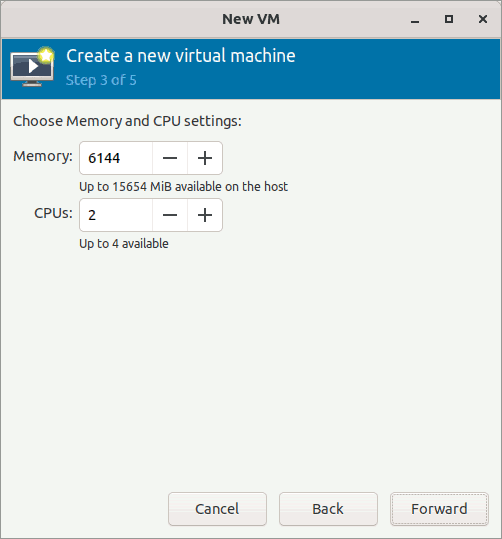 New VM
Create a new virtual machine
Step 3 of 5
Choose Memory and CPU settings:
Memory: 6144
Up to 15654 MiB available on the host
CPUs: 2
Up to 4 available
Cancel Back Forward